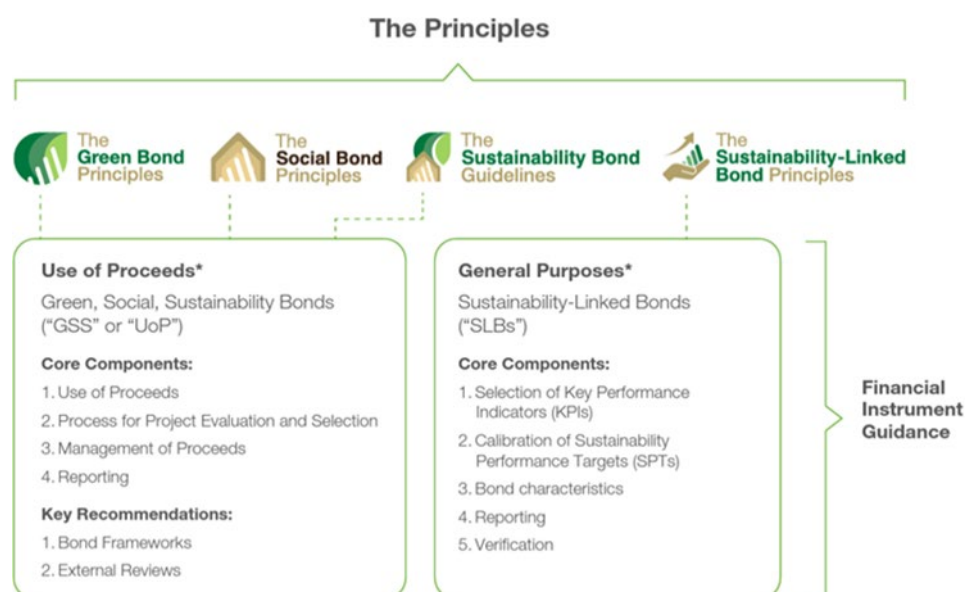 The Principles
The
Green Bond
Principles
The
Social Bond
Principles
The
Sustainability Bond
Guidelines
The
Sustainability-Linked
Bond Principles
Use of Proceeds*
Green, Social, Sustainability Bonds
(“GSS” or “UoP”)
Core Components:
1. Use of Proceeds
2. Process for Project Evaluation and Selection
3. Management of Proceeds
4. Reporting
Key Recommendations:
1. Bond Frameworks
2. External Reviews
General Purposes*
Sustainability-Linked Bonds
(“SLBs”)
Core Components:
1. Selection of Key Performance
Indicators (KPIs)
2. Calibration of Sustainability
Performance Targets (SPTs)
3. Bond characteristics
4. Reporting
5. Verification
Financial
Instrument
Guidance